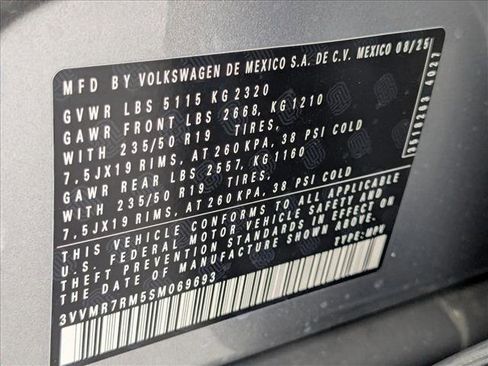 MFD BY VOLKSWAGEN DE MEXICO S.A. DE C.V. MEXICO 08/25
GVWR LBS 5115 KG 2320
GAWR FRONT LBS 2668, KG 1210
WITH 235/50 R19 TIRES,
7.5JX19 RIMS, AT 260KPA, 38 PSI COLD
GAWR REAR LBS 2557, KG 1160
WITH 235/50 R19 TIRES,
7.5JX19 RIMS, AT 260KPA, 38 PSI COLD
THIS VEHICLE CONFORMS TO ALL APPLICABLE
U.S. FEDERAL MOTOR VEHICLE SAFETY AND
THEFT PREVENTION STANDARDS IN EFFECT ON
THE DATE OF MANUFACTURE SHOWN ABOVE.
3VVMR7RM5SM069693 TYPE: MPV